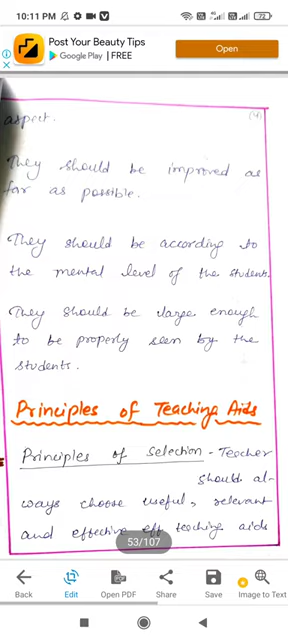 10:11 PM
72
Post Your Beauty Tips
Google Play | FREE
Open
aspect.
(4)
They should be improved as
far as possible.
They should be according to
the mental level of the students.
They should be large enough
to be properly seen by the
students.
Principles of Teaching Aids
Principles of Selection - Teacher
should al-
ways choose useful, relevant
and effective eff teaching aids
53/107
Back
Edit
Open PDF
Share
Save
Image to Text